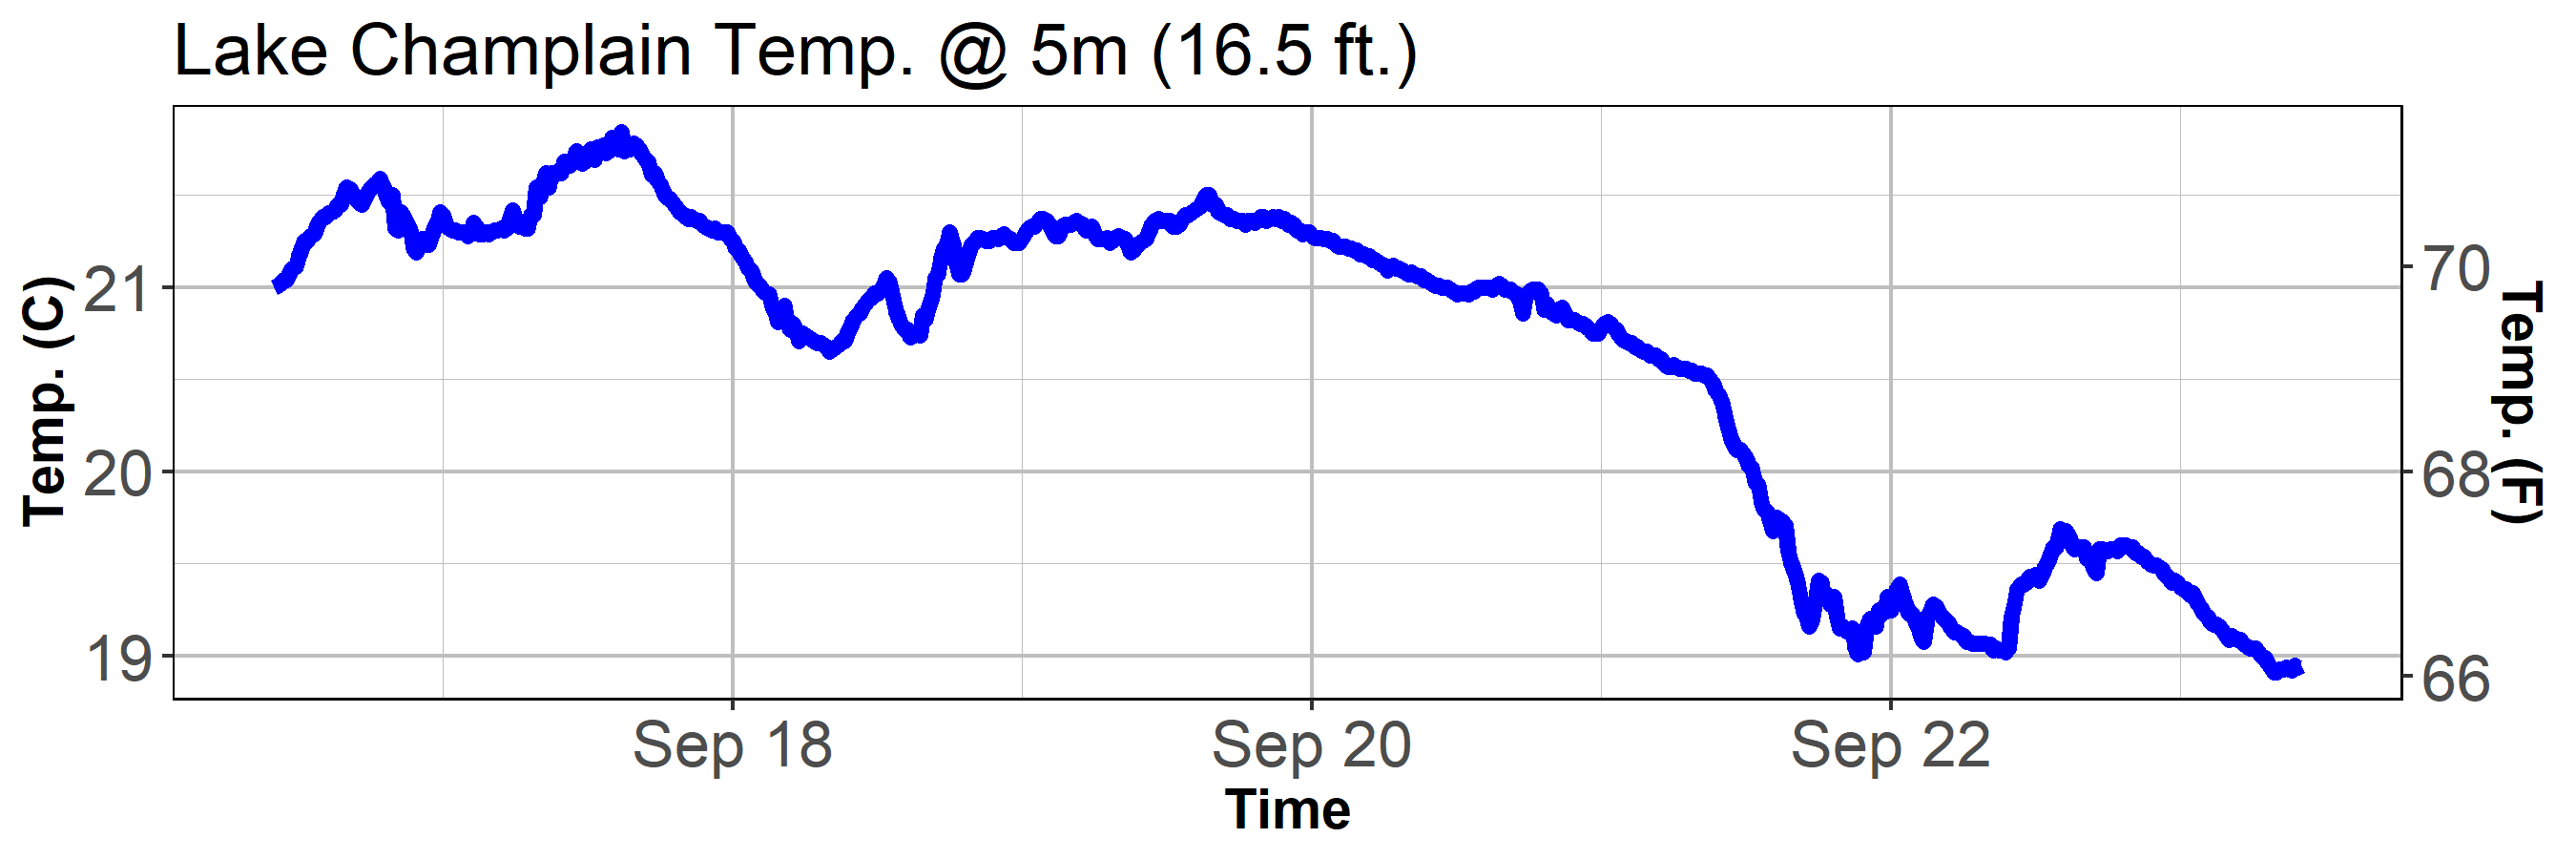 Lake Champlain Temp. @ 5m (16.5 ft.)
Temp. (C)
21
20
19
70
68
66
Temp. (F)
Sep 18
Sep 20
Sep 22
Time